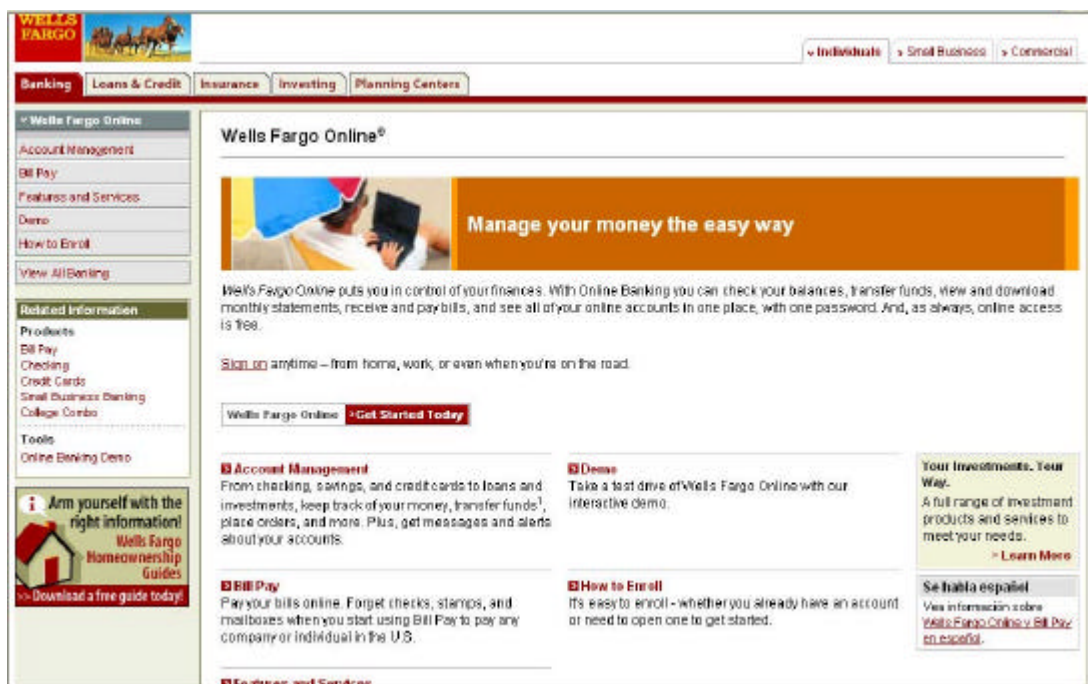 WELLS
FARGO
Individuals
Small Business
Commercial
Banking
Loans & Credit
Insurance
Investing
Planning Centers
Wells Fargo Online
Account Management
Bill Pay
Features and Services
Demo
How to Enroll
View All Banking
Related Information
Products
Bill Pay
Checking
Credit Cards
Small Business Banking
College Combo
Tools
Online Banking Demo
i Arm yourself with the
right information!
Wells Fargo
Homeownership
Guides
>> Download a free guide today!
Wells Fargo Online®
Manage your money the easy way
Wells Fargo Online puts you in control of your finances. With Online Banking you can check your balances, transfer funds, view and download
monthly statements, receive and pay bills, and see all of your online accounts in one place, with one password. And, as always, online access
is free.
Sign on anytime – from home, work, or even when you're on the road.
Wells Fargo Online
Get Started Today
Account Management
From checking, savings, and credit cards to loans and
investments, keep track of your money, transfer funds¹,
place orders, and more. Plus, get messages and alerts
about your accounts.
Demo
Take a test drive of Wells Fargo Online with our
interactive demo.
Bill Pay
Pay your bills online. Forget checks, stamps, and
mailboxes when you start using Bill Pay to pay any
company or individual in the U.S.
How to Enroll
It's easy to enroll - whether you already have an account
or need to open one to get started.
Features and Services
Your Investments. Your
Way.
A full range of investment
products and services to
meet your needs.
Learn More
Se habla español
Vea información sobre
Wells Fargo Online y Bill Pay
en español.